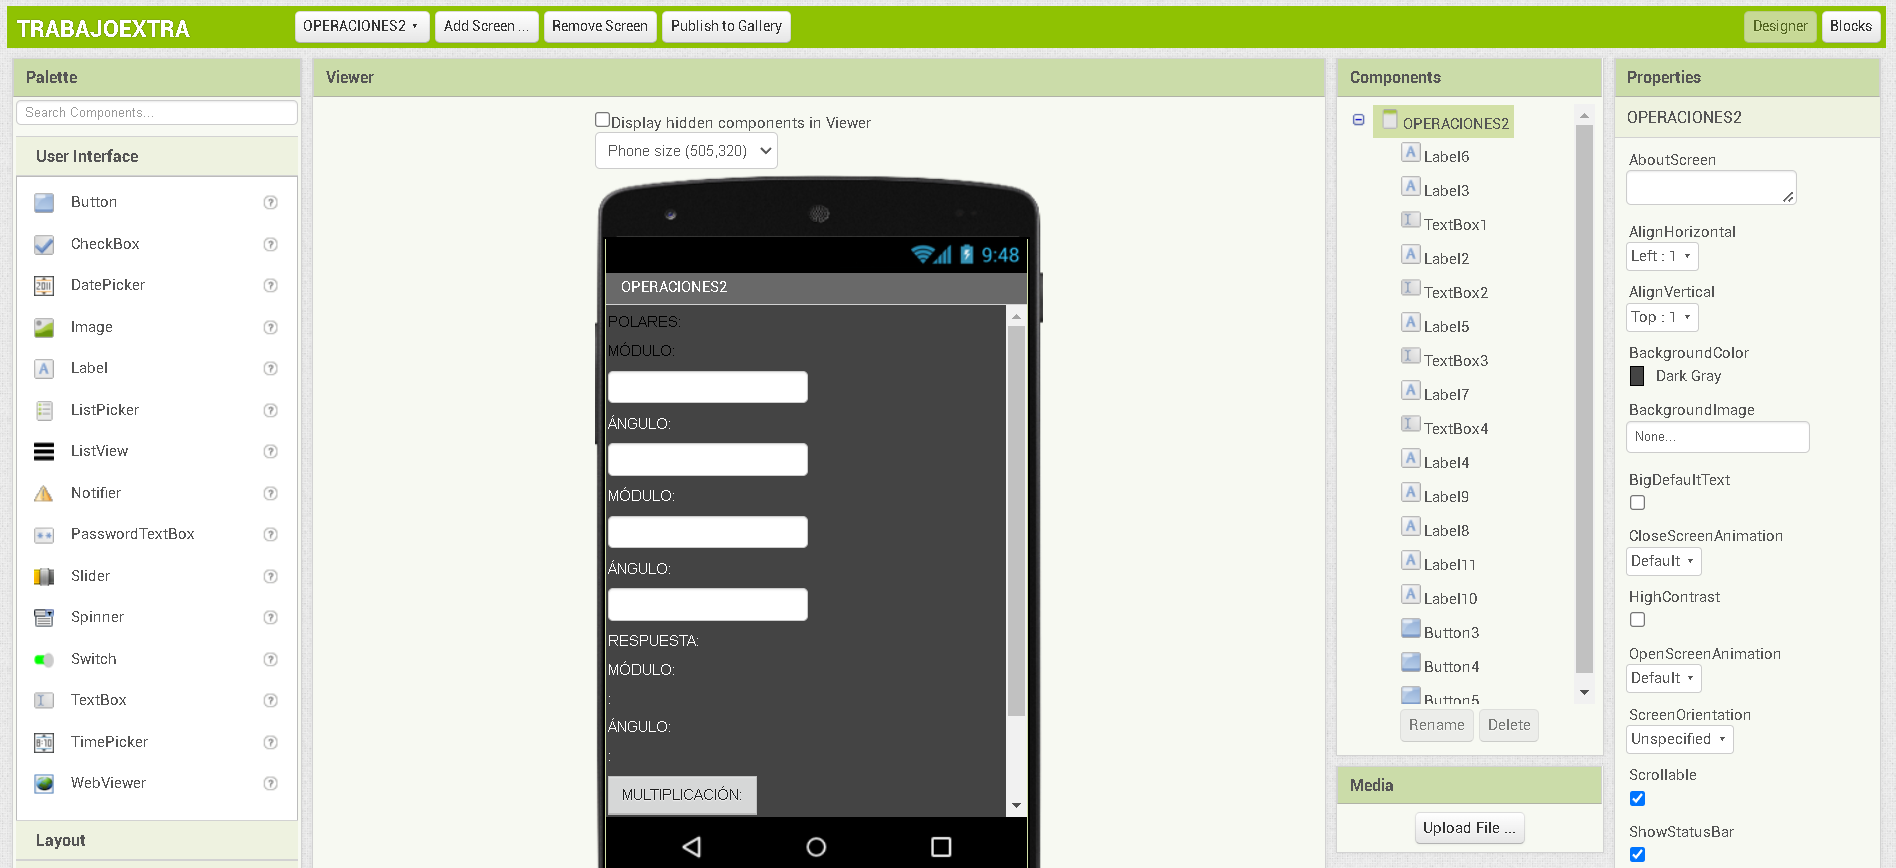 TRABAJOEXTRA
OPERACIONES2
Add Screen ...
Remove Screen
Publish to Gallery
Designer
Blocks
Palette
Search Components...
User Interface
Button
CheckBox
DatePicker
Image
Label
ListPicker
ListView
Notifier
PasswordTextBox
Slider
Spinner
Switch
TextBox
TimePicker
WebViewer
Layout
Viewer
Display hidden components in Viewer
Phone size (505,320)
9:48
OPERACIONES2
POLARES:
MÓDULO:
ÁNGULO:
MÓDULO:
ÁNGULO:
RESPUESTA:
MÓDULO:
:
ÁNGULO:
:
MULTIPLICACIÓN:
Components
OPERACIONES2
Label6
Label3
TextBox1
Label2
TextBox2
Label5
TextBox3
Label7
TextBox4
Label4
Label9
Label8
Label11
Label10
Button3
Button4
Button5
Rename
Delete
Media
Upload File ...
Properties
OPERACIONES2
AboutScreen
AlignHorizontal
Left : 1
AlignVertical
Top : 1
BackgroundColor
Dark Gray
BackgroundImage
None...
BigDefaultText
CloseScreenAnimation
Default
HighContrast
OpenScreenAnimation
Default
ScreenOrientation
Unspecified
Scrollable
ShowStatusBar